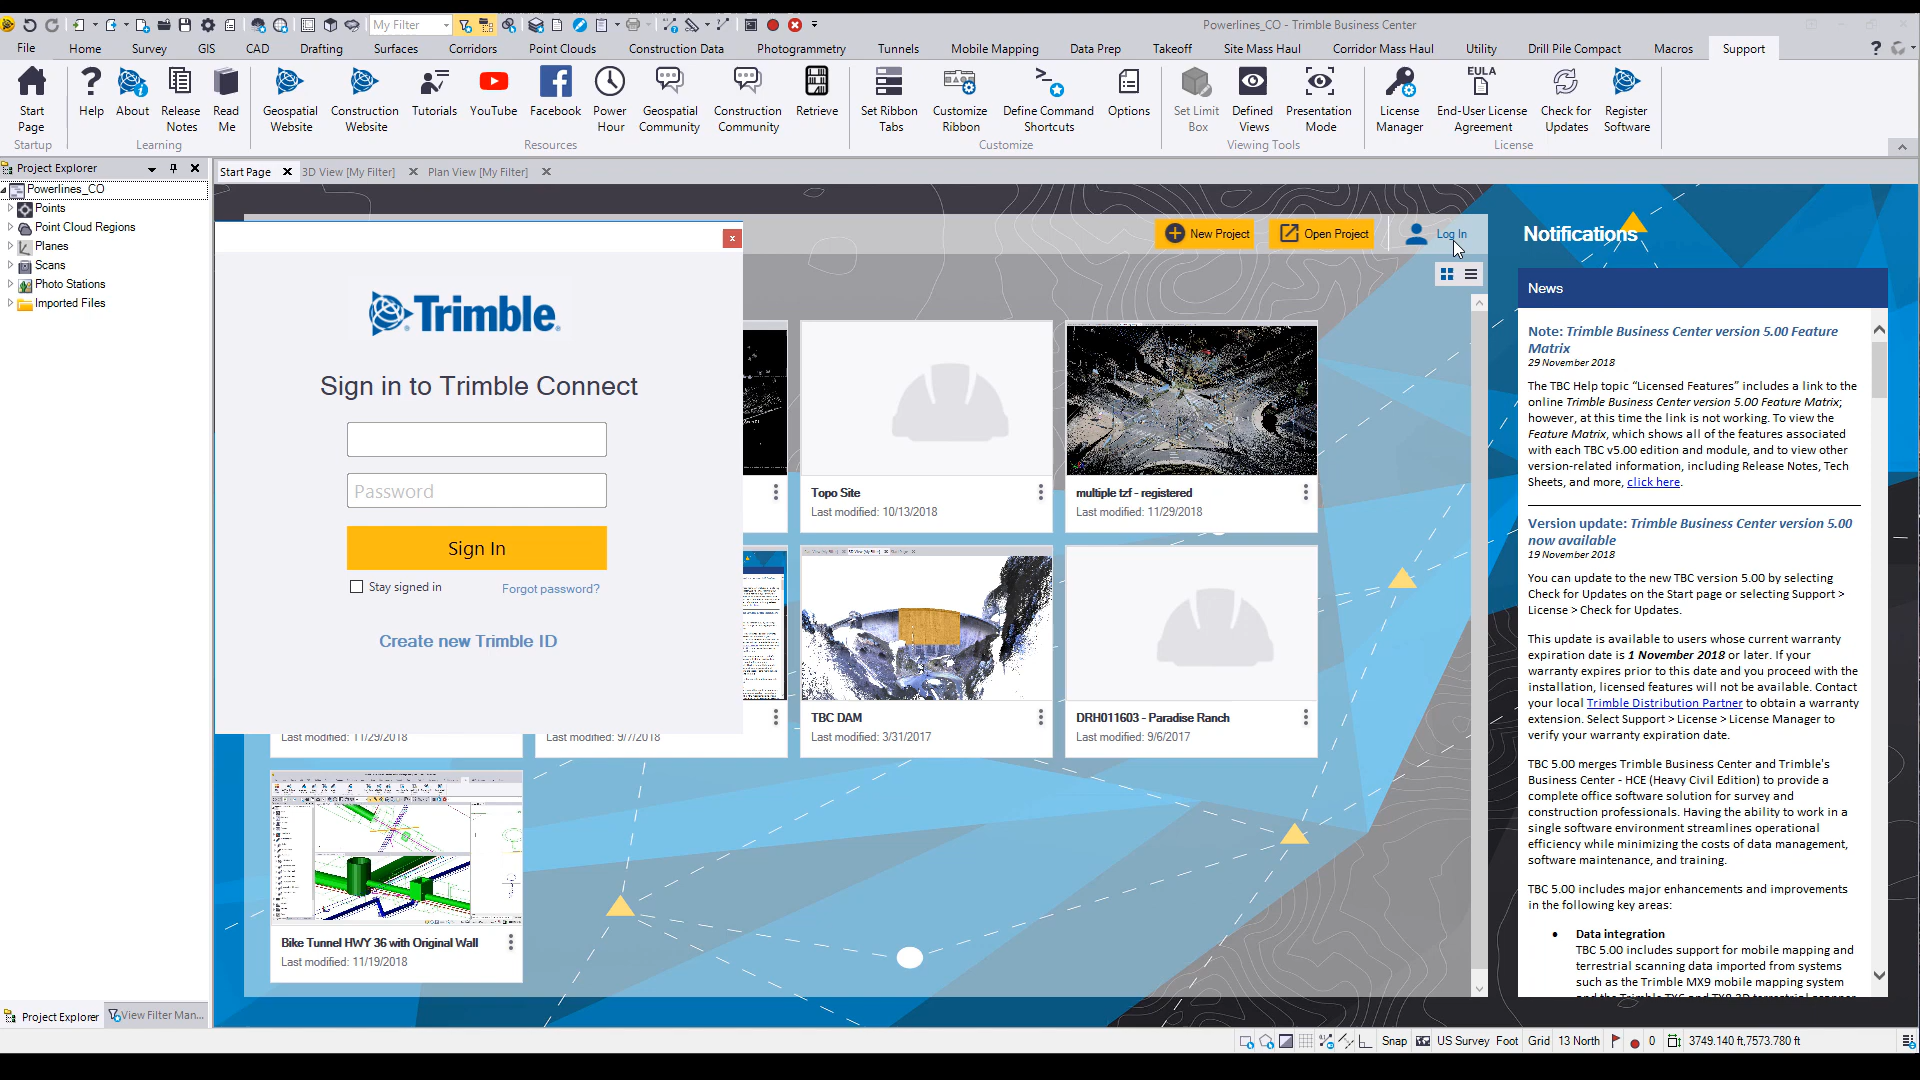 My Filter
Powerlines_CO - Trimble Business Center
File Home Survey GIS CAD Drafting Surfaces Corridors Point Clouds Construction Data Photogrammetry Tunnels Mobile Mapping Data Prep Takeoff Site Mass Haul Corridor Mass Haul Utility Drill Pile Compact Macros Support
Start Page
Help
About
Release Notes
Read Me
Geospatial Website
Construction Website
Tutorials
YouTube
Facebook
Power Hour
Geospatial Community
Construction Community
Retrieve
Set Ribbon Tabs
Customize Ribbon
Define Command Shortcuts
Options
Set Limit Box
Defined Views
Presentation Mode
License Manager
EULA
End-User License Agreement
Check for Updates
Register Software
Startup Learning Resources Customize Viewing Tools License
Project Explorer
Powerlines_CO
Points
Point Cloud Regions
Planes
Scans
Photo Stations
Imported Files
Start Page 3D View [My Filter] Plan View [My Filter]
New Project Open Project Log In
Trimble
Sign in to Trimble Connect
Password
Sign In
Stay signed in Forgot password?
Create new Trimble ID
Topo Site
Last modified: 10/13/2018
multiple tzf - registered
Last modified: 11/29/2018
Last modified: 11/29/2018
Last modified: 9/7/2018
TBC DAM
Last modified: 3/31/2017
DRH011603 - Paradise Ranch
Last modified: 9/6/2017
Bike Tunnel HWY 36 with Original Wall
Last modified: 11/19/2018
Notifications
News
Note: Trimble Business Center version 5.00 Feature
Matrix
29 November 2018
The TBC Help topic “Licensed Features” includes a link to the
online Trimble Business Center version 5.00 Feature Matrix;
however, at this time the link is not working. To view the
Feature Matrix, which shows all of the features associated
with each TBC v5.00 edition and module, and to view other
version-related information, including Release Notes, Tech
Sheets, and more, click here.
Version update: Trimble Business Center version 5.00
now available
19 November 2018
You can update to the new TBC version 5.00 by selecting
Check for Updates on the Start page or selecting Support >
License > Check for Updates.
This update is available to users whose current warranty
expiration date is 1 November 2018 or later. If your
warranty expires prior to this date and you proceed with the
installation, licensed features will not be available. Contact
your local Trimble Distribution Partner to obtain a warranty
extension. Select Support > License > License Manager to
verify your warranty expiration date.
TBC 5.00 merges Trimble Business Center and Trimble's
Business Center - HCE (Heavy Civil Edition) to provide a
complete office software solution for survey and
construction professionals. Having the ability to work in a
single software environment streamlines operational
efficiency while minimizing the costs of data management,
software maintenance, and training.
TBC 5.00 includes major enhancements and improvements
in the following key areas:
• Data integration
TBC 5.00 includes support for mobile mapping and
terrestrial scanning data imported from systems
such as the Trimble MX9 mobile mapping system
Project Explorer View Filter Man...
Snap US Survey Foot Grid 13 North 0 3749.140 ft,7573.780 ft